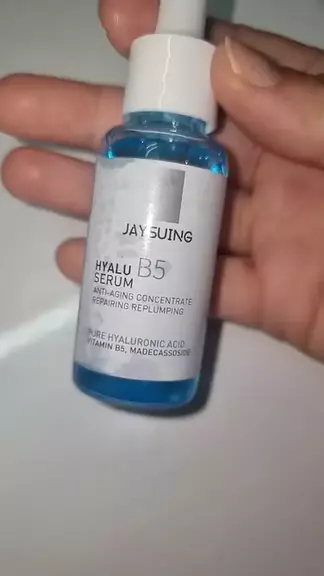 JAYSUING
HYALU B5
SERUM
ANTI-AGING CONCENTRATE
REPAIRING REPLUMPING
PURE HYALURONIC ACID
VITAMIN B5, MADECASSOSIDE